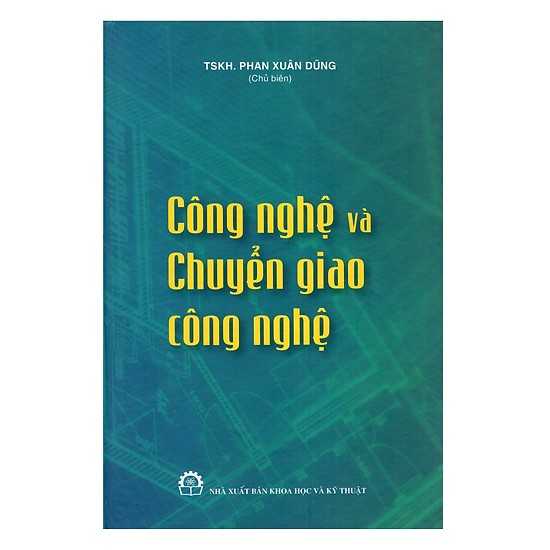 TSKH. PHAN XUÂN DŨNG
(Chủ biên)
Công nghệ và
Chuyển giao
công nghệ
NHÀ XUẤT BẢN KHOA HỌC VÀ KỸ THUẬT